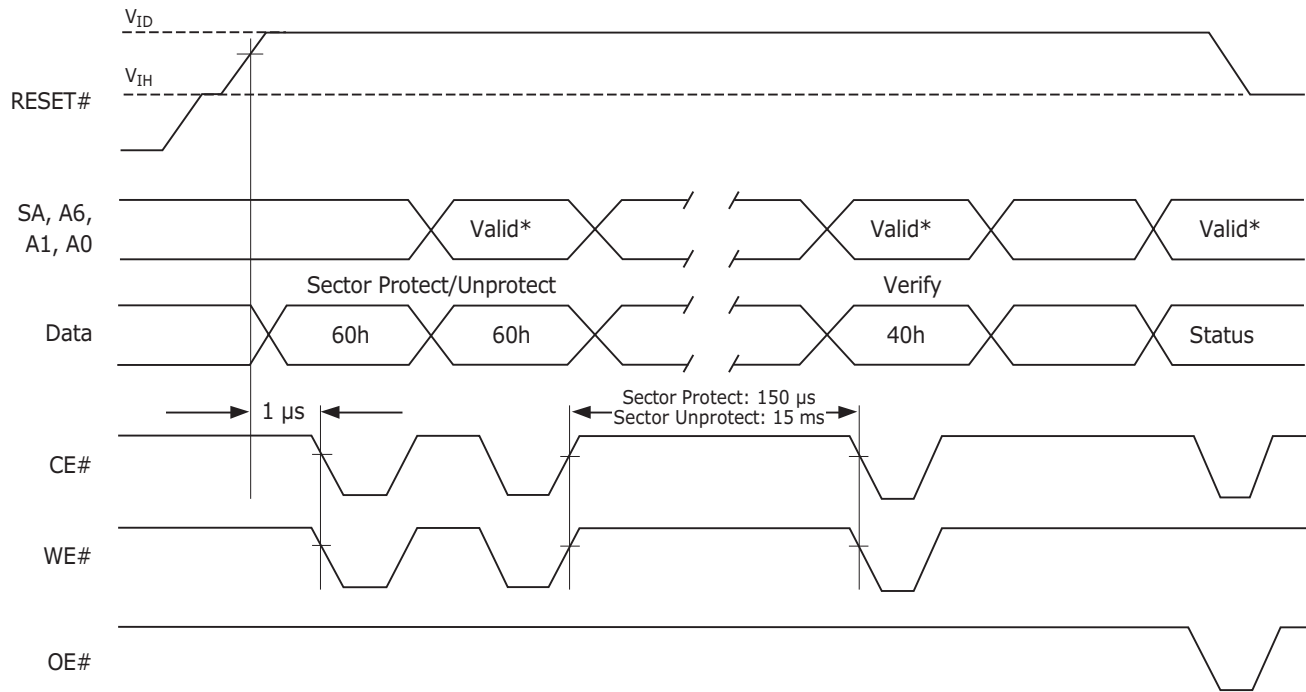 VID
VIH
RESET#
SA, A6,
A1, A0
Valid* Valid* Valid*
Sector Protect/Unprotect Verify
Data 60h 60h 40h Status
1 µs
Sector Protect: 150 µs
Sector Unprotect: 15 ms
CE#
WE#
OE#